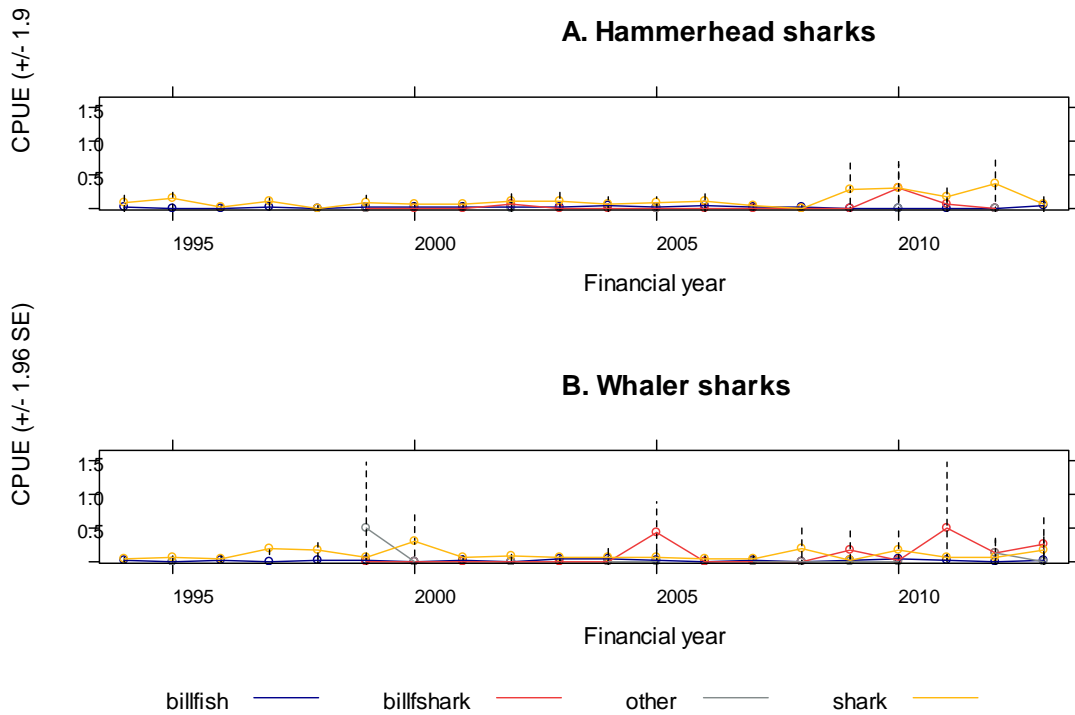 A. Hammerhead sharks
CPUE (+/- 1.9
1.5
1.0
0.5
1995 2000 2005 2010
Financial year
B. Whaler sharks
CPUE (+/- 1.96 SE)
1.5
1.0
0.5
1995 2000 2005 2010
Financial year
billfish billfshark other shark